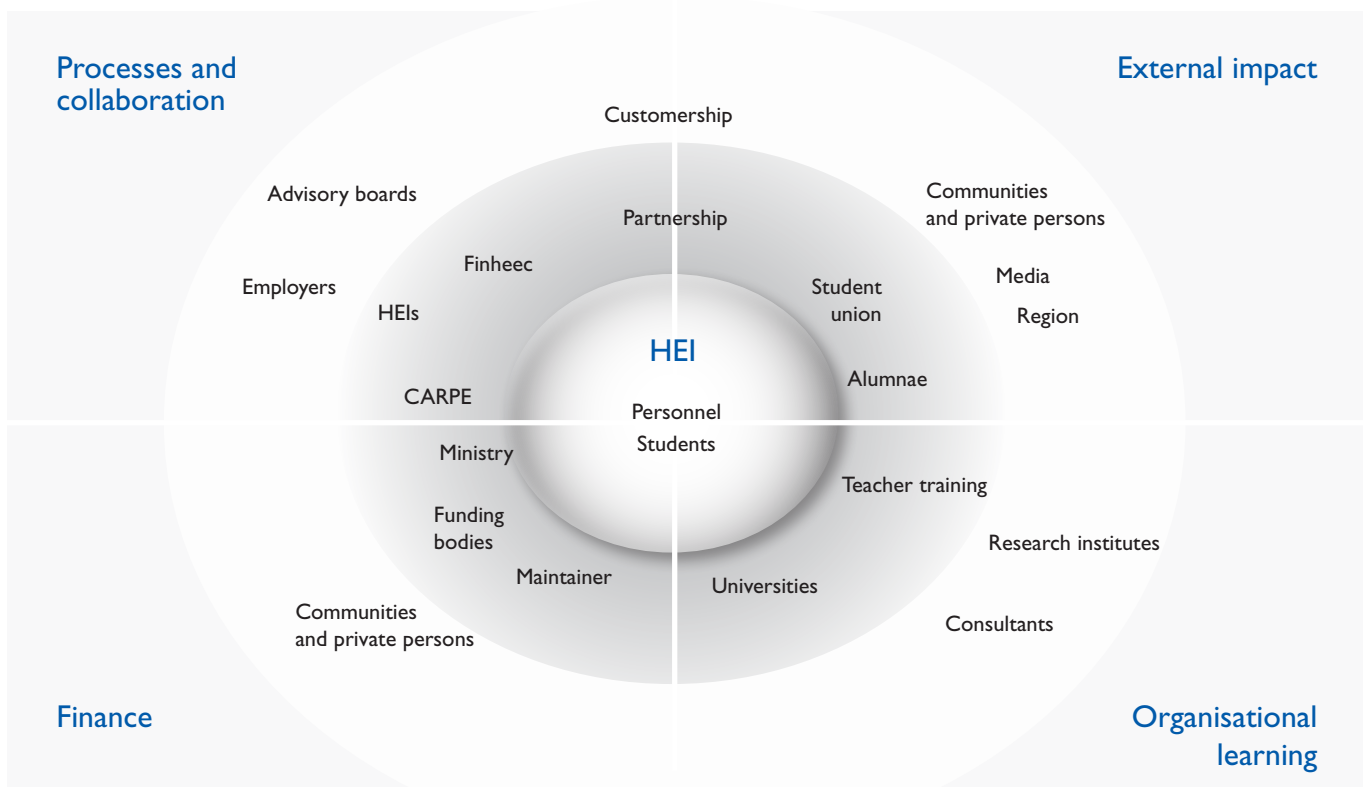 Processes and
collaboration
External impact
Customership
Advisory boards
Communities
and private persons
Partnership
Finheec
Employers
HEIs
Student
union
Media
Region
HEI
CARPE
Alumnae
Personnel
Students
Ministry
Teacher training
Funding
bodies
Research institutes
Maintainer
Universities
Communities
and private persons
Consultants
Finance
Organisational
learning